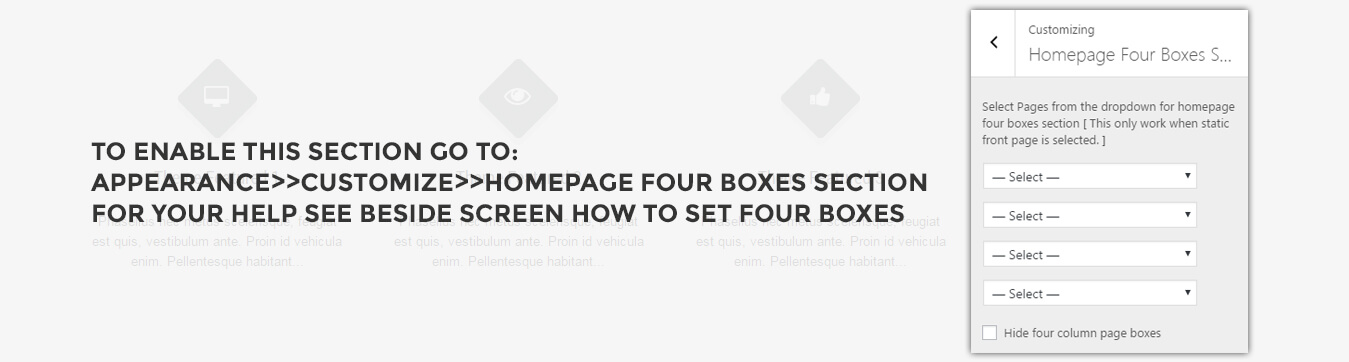 TO ENABLE THIS SECTION GO TO:
APPEARANCE>>CUSTOMIZE>>HOMEPAGE FOUR BOXES SECTION
FOR YOUR HELP SEE BESIDE SCREEN HOW TO SET FOUR BOXES
est quis, vestibulum ante. Proin id vehicula
enim. Pellentesque habitant...
est quis, vestibulum ante. Proin id vehicula
enim. Pellentesque habitant...
est quis, vestibulum ante. Proin id vehicula
enim. Pellentesque habitant...
Customizing
Homepage Four Boxes S...
Select Pages from the dropdown for homepage
four boxes section [ This only work when static
front page is selected. ]
— Select —
— Select —
— Select —
— Select —
Hide four column page boxes